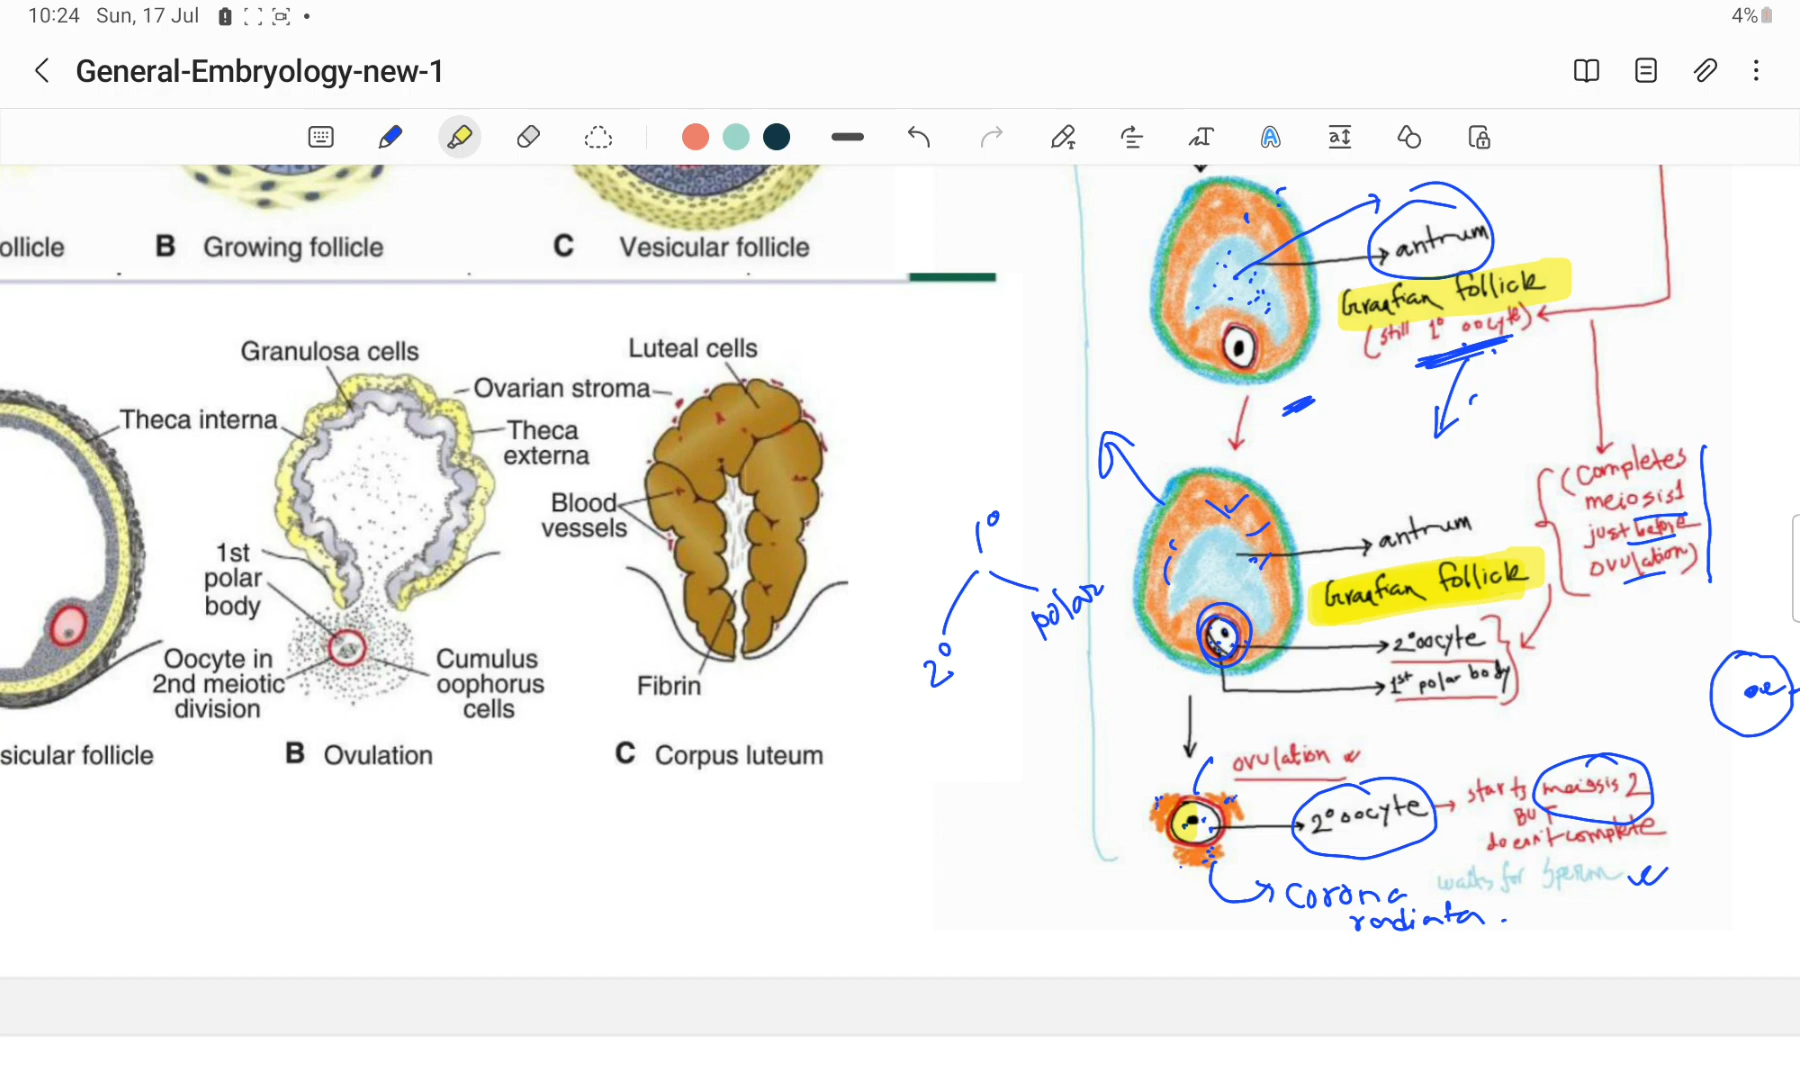 10:24 Sun, 17 Jul
4%
General-Embryology-new-1
ollicle
B Growing follicle
C Vesicular follicle
Granulosa cells
Theca interna
Ovarian stroma
Theca
externa
1st
polar
body
Oocyte in
2nd meiotic
division
Cumulus
oophorus
cells
Luteal cells
Blood
vessels
Fibrin
sicular follicle
B Ovulation
C Corpus luteum
antrum
Graafian follick
(still 1° oocyte)
(completes
meiosis1
just before
ovulation)
antrum
Graafian follick
2°oocyte
1st polar body
1°
2°
polar
ovulation
2°oocyte
starts meiosis 2
BUT
doesn't complete
waits for sperm
Corona
radiata.